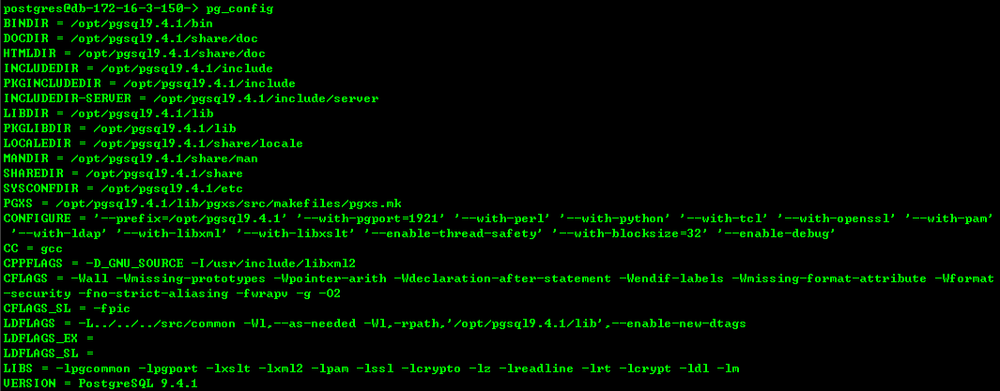 postgres@db-172-16-3-150-> pg_config
BINDIR = /opt/pgsql9.4.1/bin
DOCDIR = /opt/pgsql9.4.1/share/doc
HTMLDIR = /opt/pgsql9.4.1/share/doc
INCLUDEDIR = /opt/pgsql9.4.1/include
PKGINCLUDEDIR = /opt/pgsql9.4.1/include
INCLUDEDIR-SERVER = /opt/pgsql9.4.1/include/server
LIBDIR = /opt/pgsql9.4.1/lib
PKGLIBDIR = /opt/pgsql9.4.1/lib
LOCALEDIR = /opt/pgsql9.4.1/share/locale
MANDIR = /opt/pgsql9.4.1/share/man
SHAREDIR = /opt/pgsql9.4.1/share
SYSCONFDIR = /opt/pgsql9.4.1/etc
PGXS = /opt/pgsql9.4.1/lib/pgxs/src/makefiles/pgxs.mk
CONFIGURE = '--prefix=/opt/pgsql9.4.1' '--with-pgport=1921' '--with-perl' '--with-python' '--with-tcl' '--with-openssl' '--with-pam'
 '--with-ldap' '--with-libxml' '--with-libxslt' '--enable-thread-safety' '--with-blocksize=32' '--enable-debug'
CC = gcc
CPPFLAGS = -D_GNU_SOURCE -I/usr/include/libxml2
CFLAGS = -Wall -Wmissing-prototypes -Wpointer-arith -Wdeclaration-after-statement -Wendif-labels -Wmissing-format-attribute -Wformat
-security -fno-strict-aliasing -fwrapv -g -O2
CFLAGS_SL = -fpic
LDFLAGS = -L../../../src/common -Wl,--as-needed -Wl,-rpath,'/opt/pgsql9.4.1/lib',--enable-new-dtags
LDFLAGS_EX =
LDFLAGS_SL =
LIBS = -lpgcommon -lpgport -lxslt -lxml2 -lpam -lssl -lcrypto -lz -lreadline -lrt -lcrypt -ldl -lm
VERSION = PostgreSQL 9.4.1